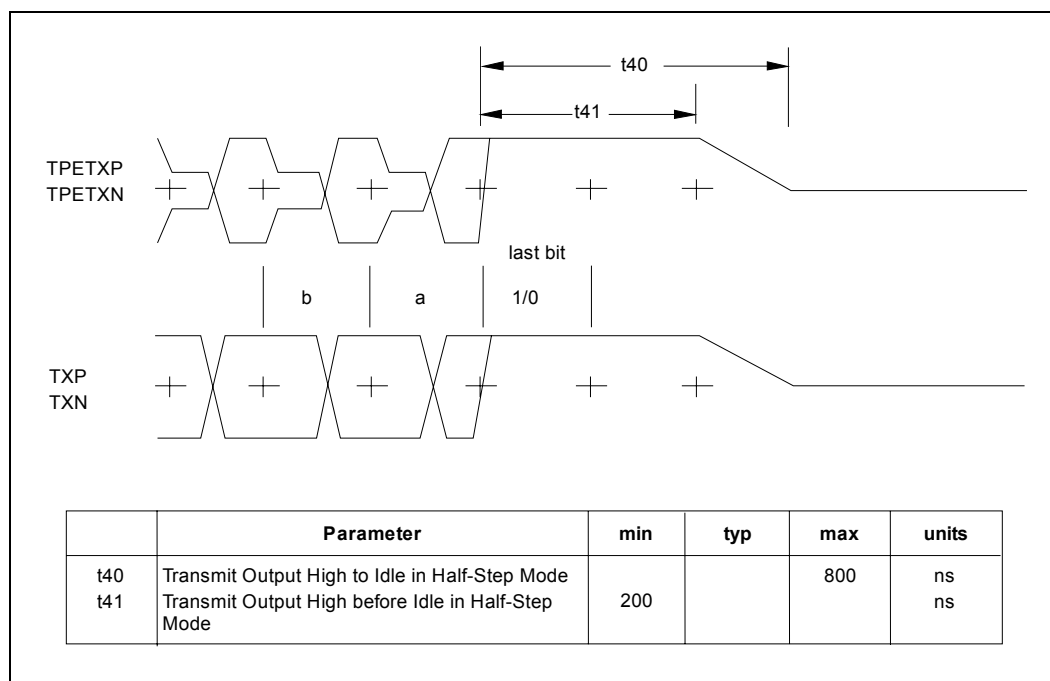 t40
t41
TPETXP
TPETXN
last bit
b a 1/0
TXP
TXN
Parameter min typ max units
t40 Transmit Output High to Idle in Half-Step Mode 800 ns
t41 Transmit Output High before Idle in Half-Step 200 ns
Mode